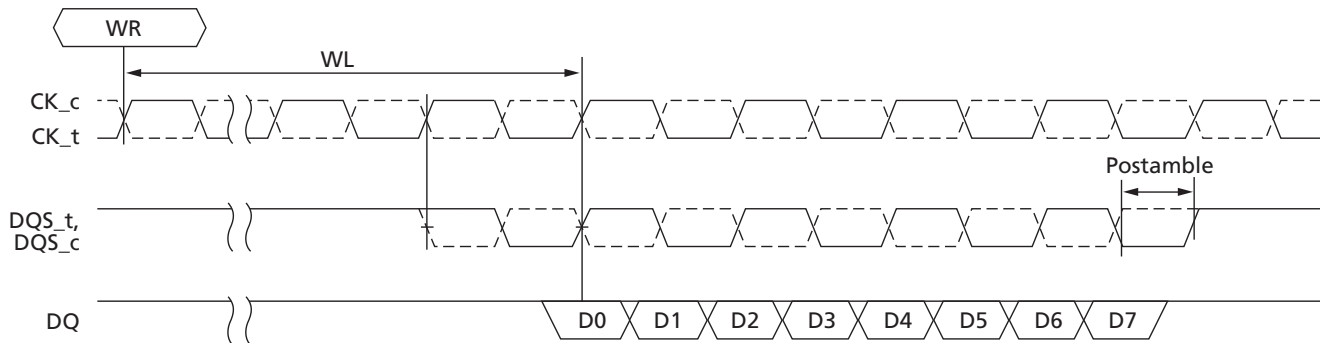 WR
WL
CK_c
CK_t
Postamble
DQS_t,
DQS_c
DQ
D0 D1 D2 D3 D4 D5 D6 D7